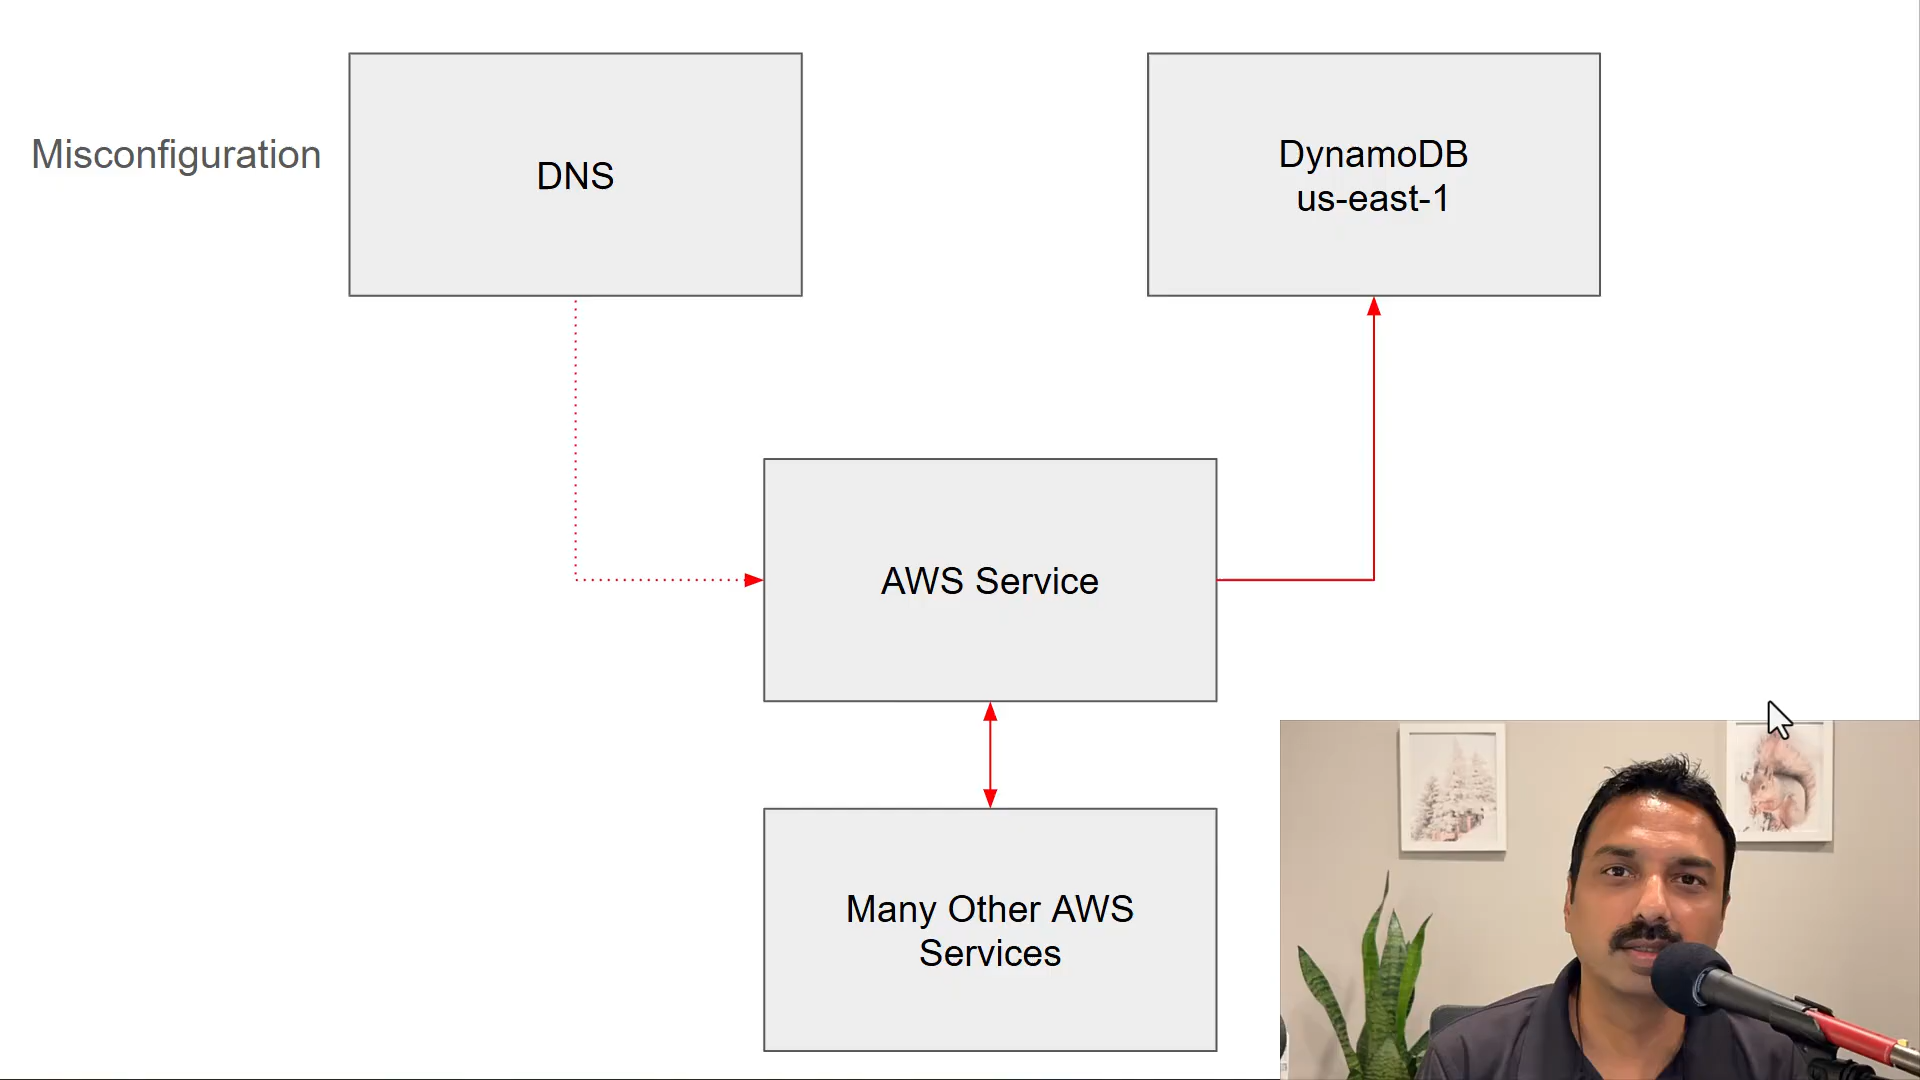 Misconfiguration
DNS
DynamoDB
us-east-1
AWS Service
Many Other AWS
Services